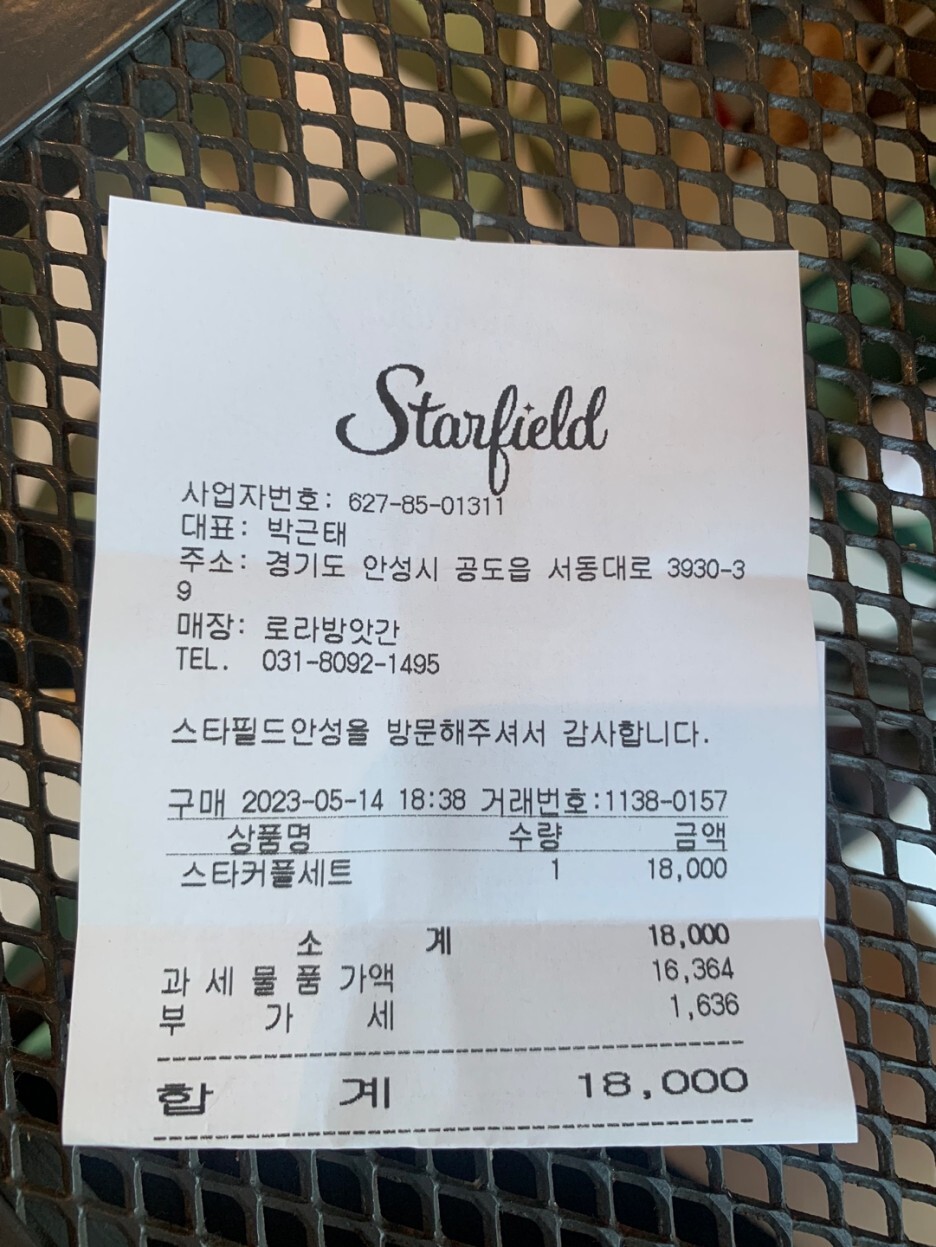 Starfield
사업자번호: 627-85-01311
대표: 박근태
주소: 경기도 안성시 공도읍 서동대로 3930-3
9
매장: 로라방앗간
TEL. 031-8092-1495
스타필드안성을 방문해주셔서 감사합니다.
구매 2023-05-14 18:38 거래번호:1138-0157
상품명 수량 금액
스타커플세트 1 18,000
소 계 18,000
과 세 물 품 가액 16,364
부 가 세 1,636
합 계 18,000